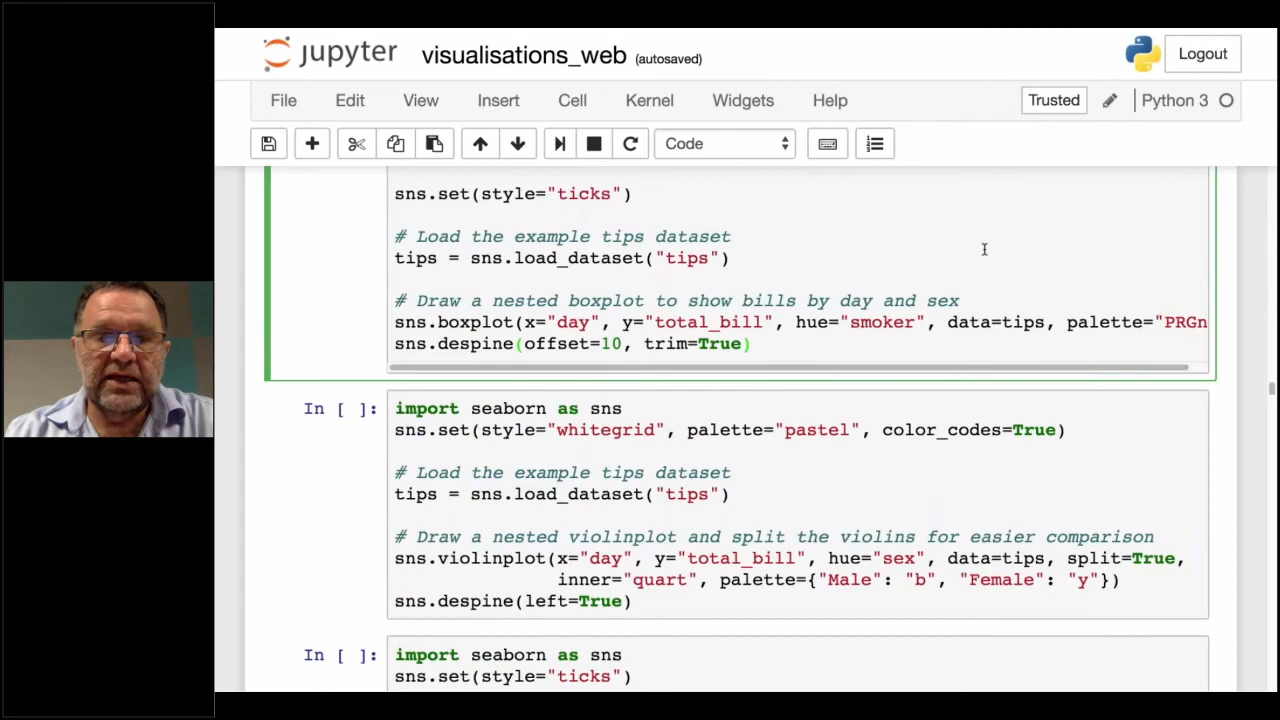 jupyter visualisations_web (autosaved) Logout
File Edit View Insert Cell Kernel Widgets Help Trusted Python 3
Code
sns.set(style="ticks")
# Load the example tips dataset
tips = sns.load_dataset("tips")
# Draw a nested boxplot to show bills by day and sex
sns.boxplot(x="day", y="total_bill", hue="smoker", data=tips, palette="PRGn
sns.despine(offset=10, trim=True)
In [ ]: import seaborn as sns
sns.set(style="whitegrid", palette="pastel", color_codes=True)
# Load the example tips dataset
tips = sns.load_dataset("tips")
# Draw a nested violinplot and split the violins for easier comparison
sns.violinplot(x="day", y="total_bill", hue="sex", data=tips, split=True,
inner="quart", palette={"Male": "b", "Female": "y"})
sns.despine(left=True)
In [ ]: import seaborn as sns
sns.set(style="ticks")